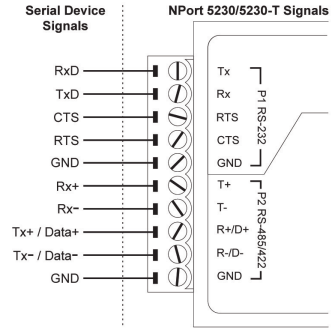 Serial Device
Signals
NPort 5230/5230-T Signals
RxD
Tx
TxD
Rx
CTS
RTS
RTS
CTS
GND
GND
P1 RS-232
Rx+
T+
Rx-
T-
Tx+ / Data+
R+/D+
Tx- / Data-
R-/D-
GND
GND
P2 RS-485/422